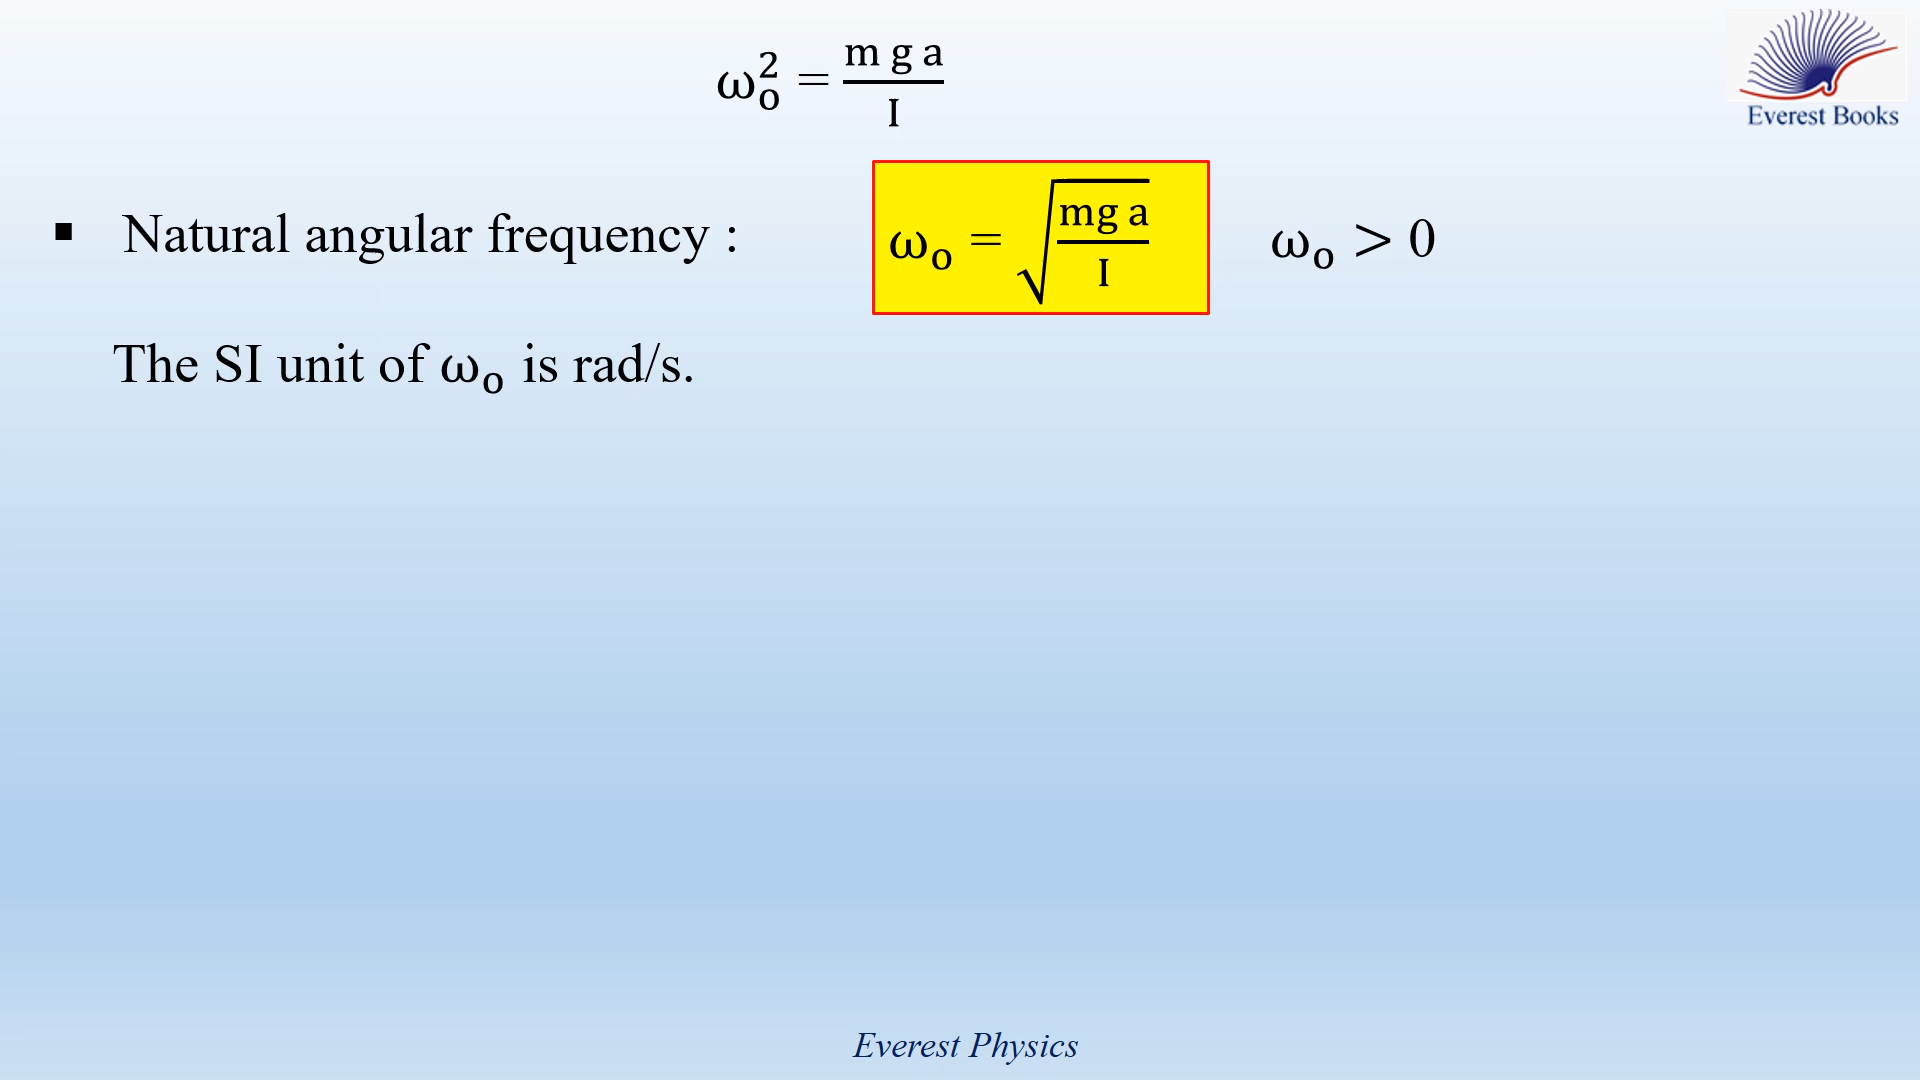 ω₀² = m g a / I
Everest Books
▪ Natural angular frequency : ω₀ = √(mg a / I) ω₀ > 0
The SI unit of ω₀ is rad/s.
Everest Physics